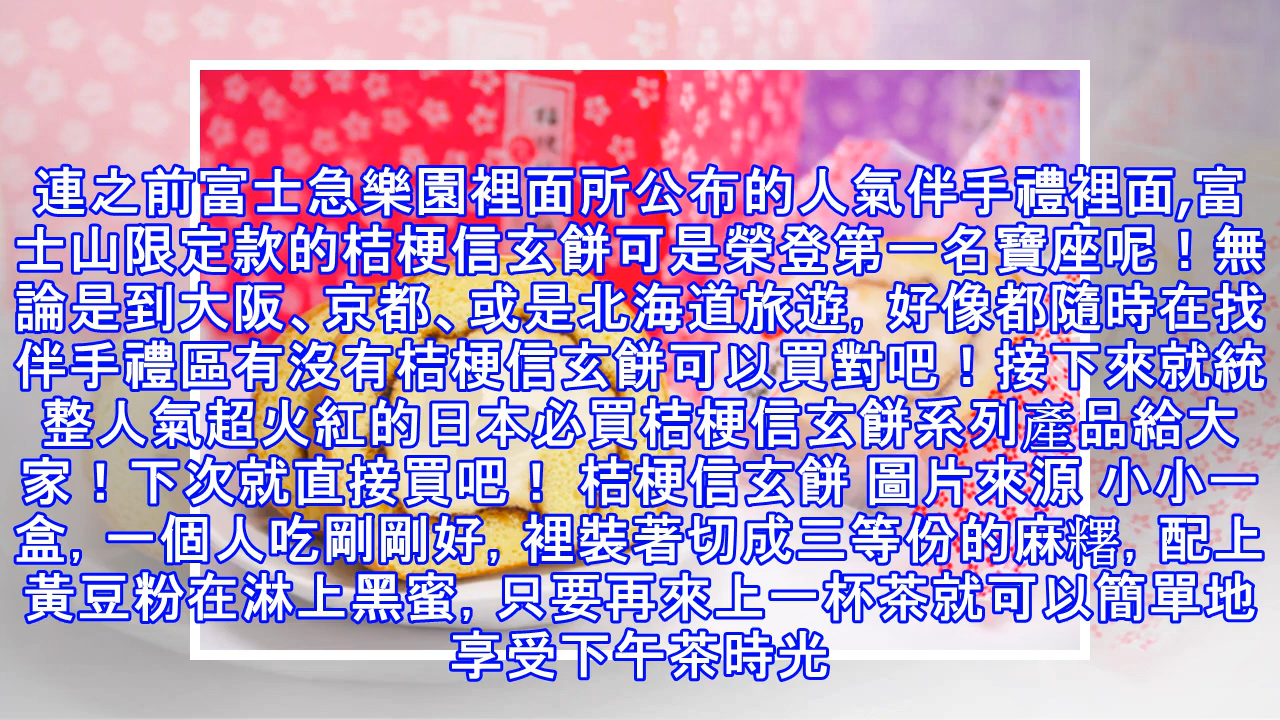 連之前富士急樂園裡面所公布的人氣伴手禮裡面,富
士山限定款的桔梗信玄餅可是榮登第一名寶座呢！無
論是到大阪、京都、或是北海道旅遊, 好像都隨時在找
伴手禮區有沒有桔梗信玄餅可以買對吧！接下來就統
整人氣超火紅的日本必買桔梗信玄餅系列產品給大
家！下次就直接買吧！ 桔梗信玄餅 圖片來源 小小一
盒, 一個人吃剛剛好, 裡裝著切成三等份的麻糬, 配上
黃豆粉在淋上黑蜜, 只要再來上一杯茶就可以簡單地
享受下午茶時光